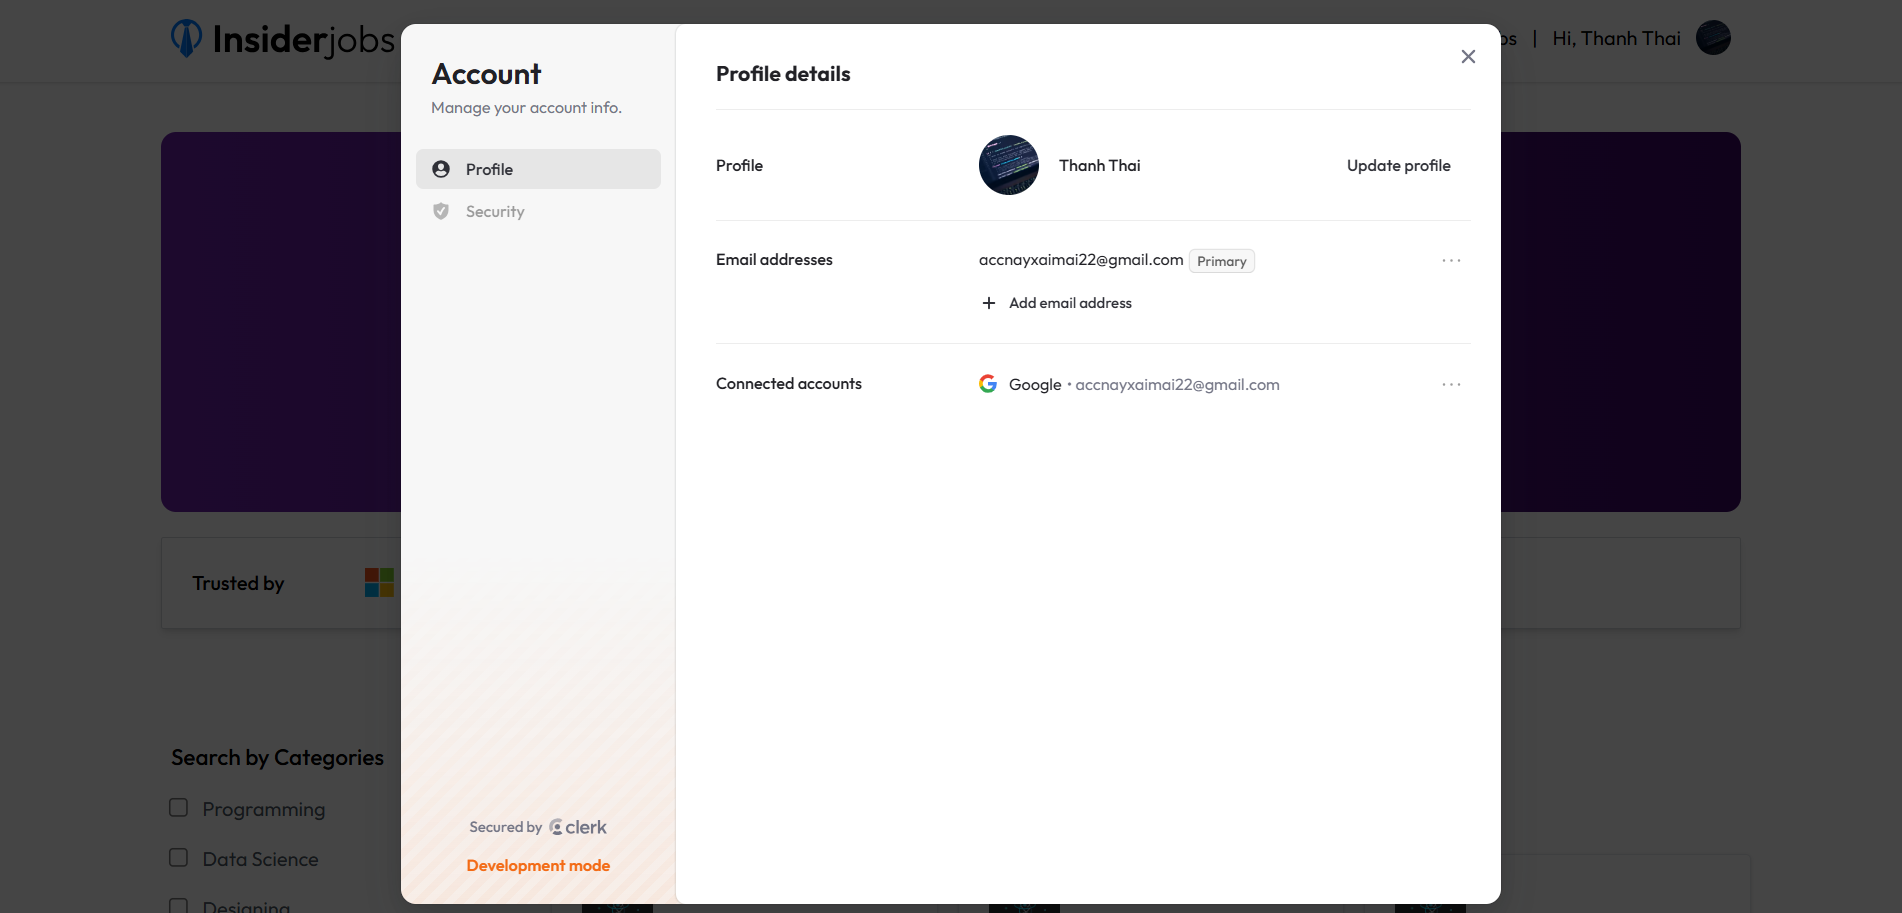 Insiderjobs
| Hi, Thanh Thai
Account
Manage your account info.
Profile
Security
Profile details
Profile
Thanh Thai
Update profile
Email addresses
accnayxaimai22@gmail.com Primary
+ Add email address
Connected accounts
Google • accnayxaimai22@gmail.com
Trusted by
Search by Categories
Programming
Data Science
Designing
Secured by clerk
Development mode